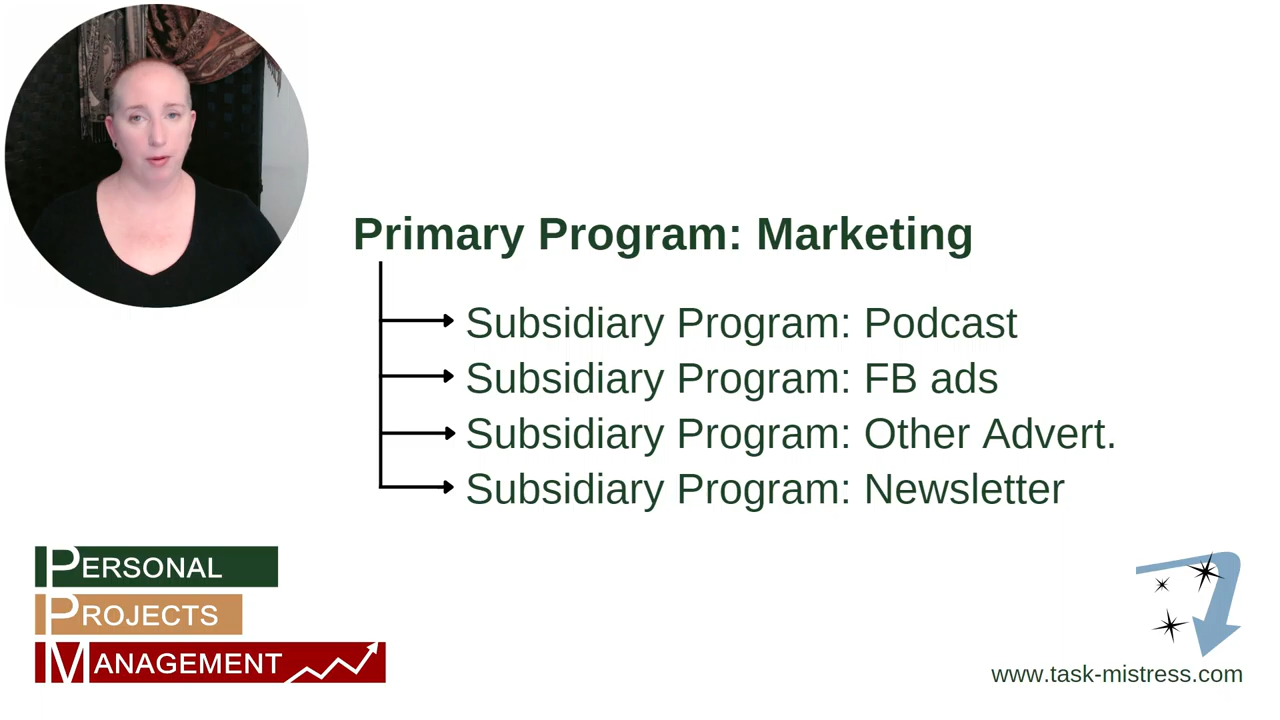 Primary Program: Marketing
Subsidiary Program: Podcast
Subsidiary Program: FB ads
Subsidiary Program: Other Advert.
Subsidiary Program: Newsletter
PERSONAL
PROJECTS
MANAGEMENT
www.task-mistress.com